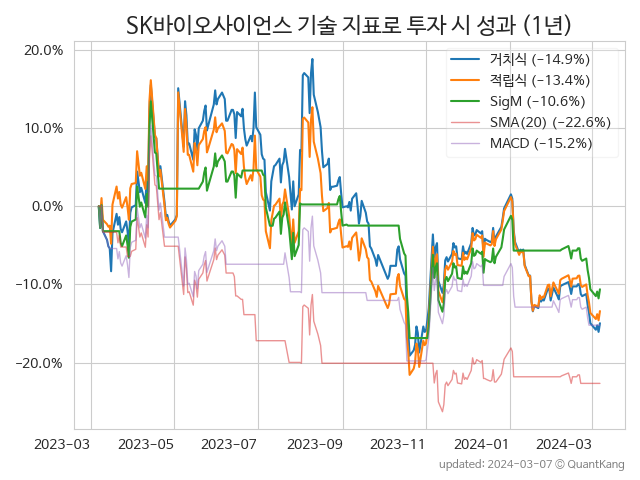 SK바이오사이언스 기술 지표로 투자 시 성과 (1년)
20.0%
10.0%
0.0%
−10.0%
−20.0%
거치식 (−14.9%)
적립식 (−13.4%)
SigM (−10.6%)
SMA(20) (−22.6%)
MACD (−15.2%)
2023-03
2023-05
2023-07
2023-09
2023-11
2024-01
2024-03
updated: 2024-03-07 © QuantKang